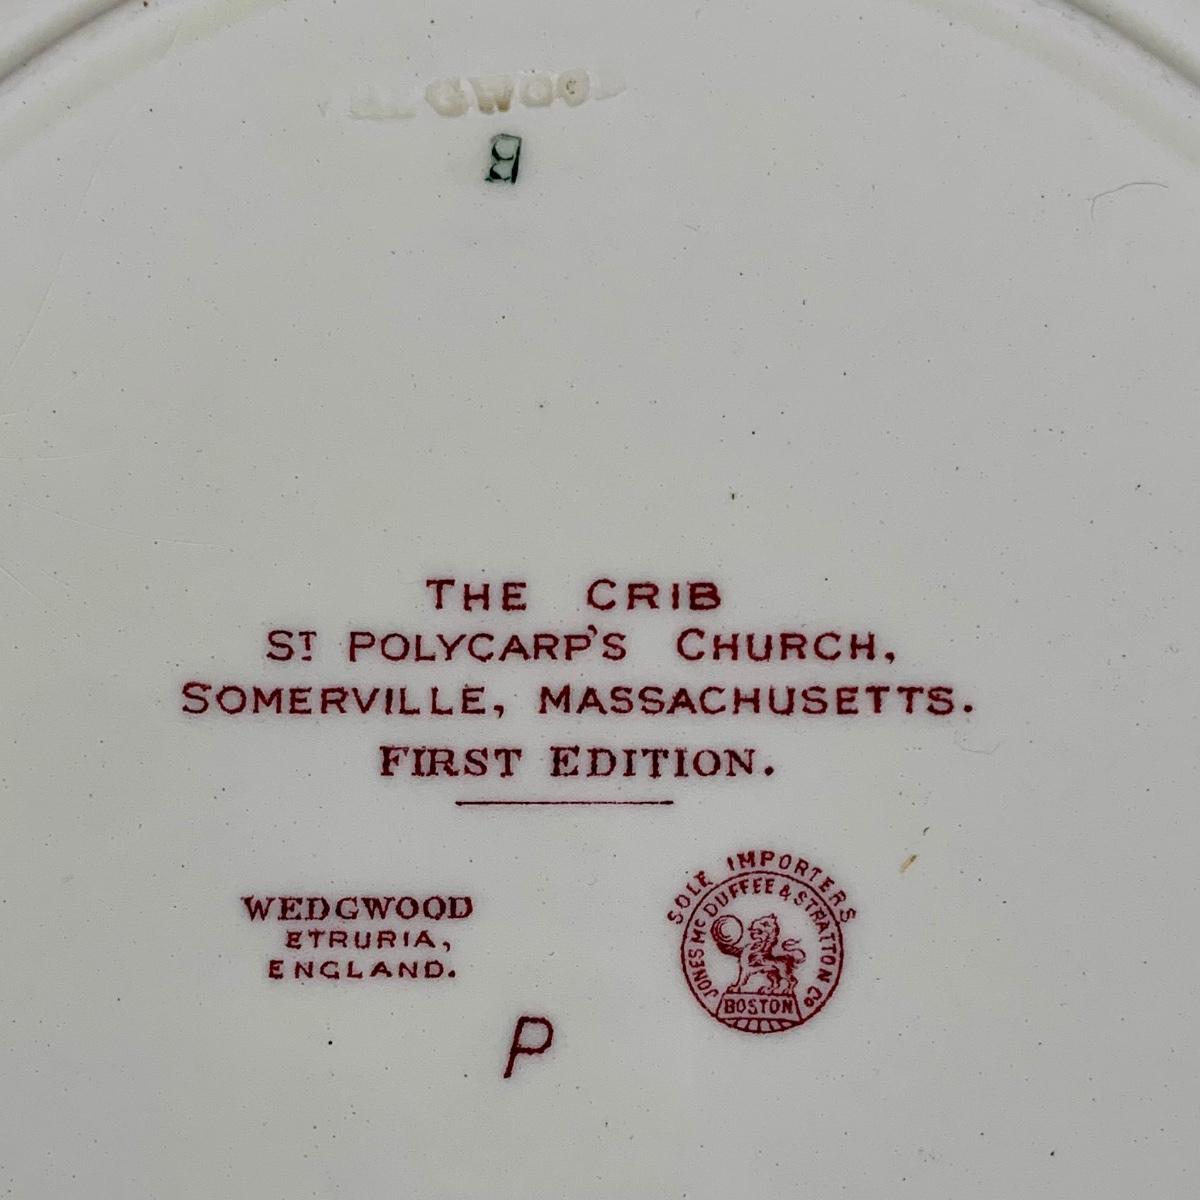 THE CRIB
ST POLYCARP'S CHURCH,
SOMERVILLE, MASSACHUSETTS.
FIRST EDITION.
WEDGWOOD
ETRURIA,
ENGLAND.
SOLE IMPORTERS
JONES MCDUFFEE & STRATTON CO
BOSTON
P